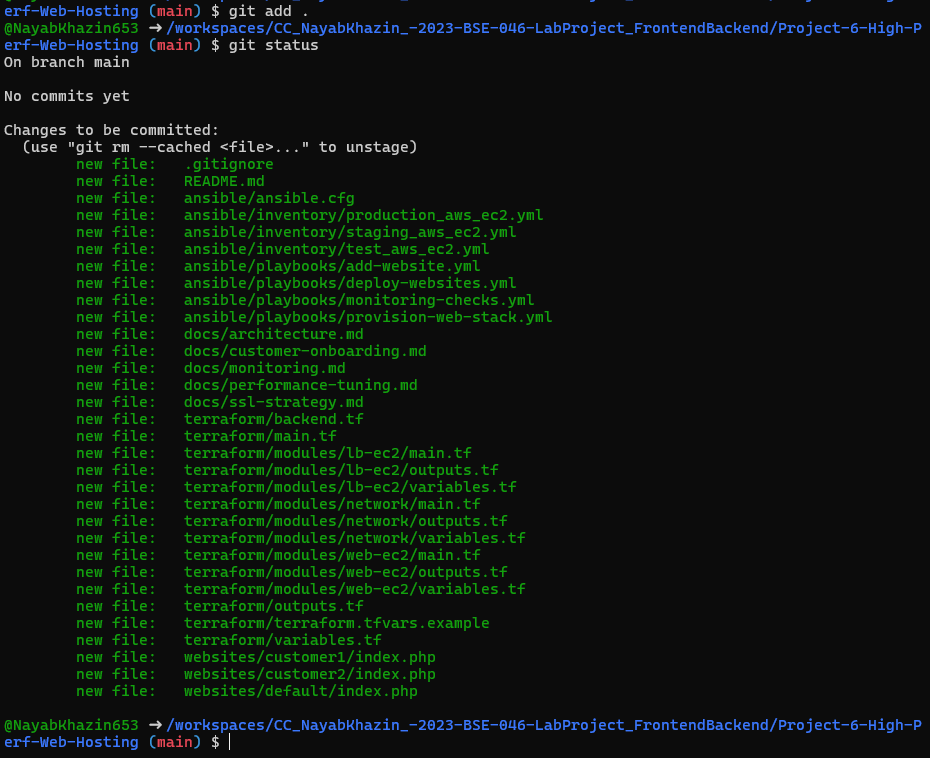 erf-Web-Hosting (main) $ git add .
@NayabKhazin653 ➜ /workspaces/CC_NayabKhazin_-2023-BSE-046-LabProject_FrontendBackend/Project-6-High-P
erf-Web-Hosting (main) $ git status
On branch main
No commits yet
Changes to be committed:
  (use "git rm --cached <file>..." to unstage)
        new file:   .gitignore
        new file:   README.md
        new file:   ansible/ansible.cfg
        new file:   ansible/inventory/production_aws_ec2.yml
        new file:   ansible/inventory/staging_aws_ec2.yml
        new file:   ansible/inventory/test_aws_ec2.yml
        new file:   ansible/playbooks/add-website.yml
        new file:   ansible/playbooks/deploy-websites.yml
        new file:   ansible/playbooks/monitoring-checks.yml
        new file:   ansible/playbooks/provision-web-stack.yml
        new file:   docs/architecture.md
        new file:   docs/customer-onboarding.md
        new file:   docs/monitoring.md
        new file:   docs/performance-tuning.md
        new file:   docs/ssl-strategy.md
        new file:   terraform/backend.tf
        new file:   terraform/main.tf
        new file:   terraform/modules/lb-ec2/main.tf
        new file:   terraform/modules/lb-ec2/outputs.tf
        new file:   terraform/modules/lb-ec2/variables.tf
        new file:   terraform/modules/network/main.tf
        new file:   terraform/modules/network/outputs.tf
        new file:   terraform/modules/network/variables.tf
        new file:   terraform/modules/web-ec2/main.tf
        new file:   terraform/modules/web-ec2/outputs.tf
        new file:   terraform/modules/web-ec2/variables.tf
        new file:   terraform/outputs.tf
        new file:   terraform/terraform.tfvars.example
        new file:   terraform/variables.tf
        new file:   websites/customer1/index.php
        new file:   websites/customer2/index.php
        new file:   websites/default/index.php
@NayabKhazin653 ➜ /workspaces/CC_NayabKhazin_-2023-BSE-046-LabProject_FrontendBackend/Project-6-High-P
erf-Web-Hosting (main) $